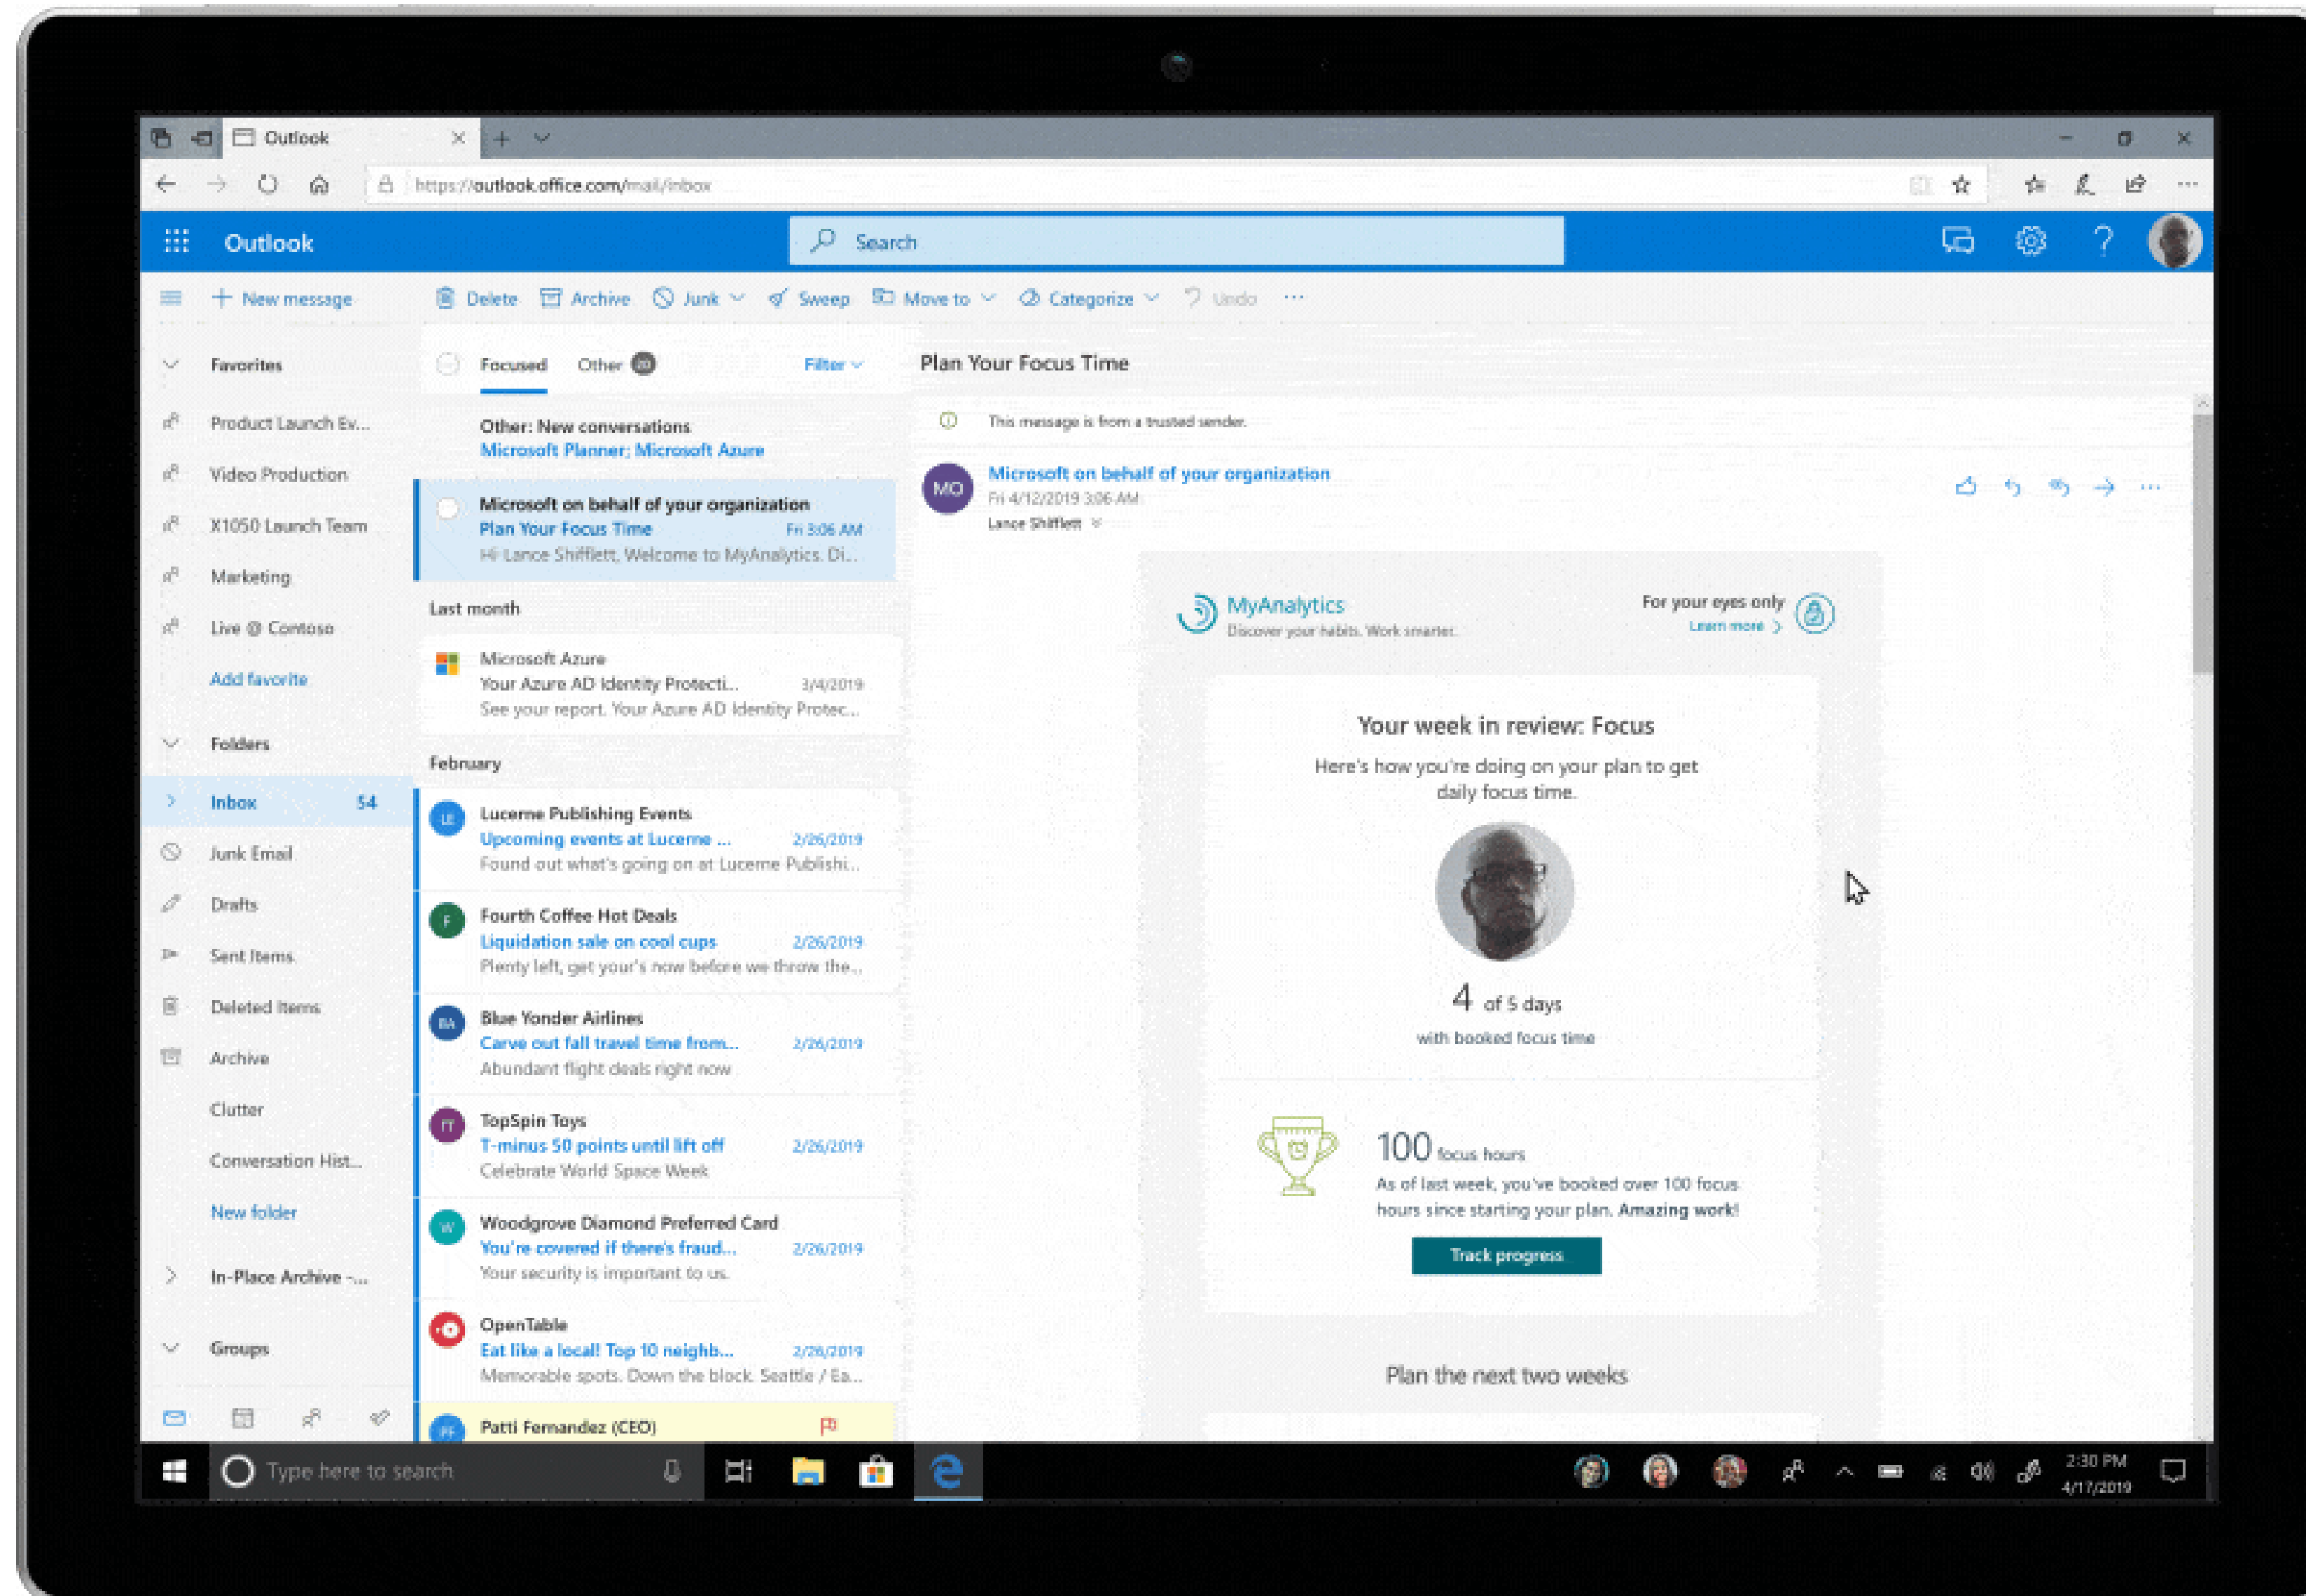 Outlook
https://outlook.office.com/mail/inbox
Outlook
Search
New message
Delete
Archive
Junk
Sweep
Move to
Categorize
Undo
Favorites
Product Launch Ev...
Video Production
X1050 Launch Team
Marketing
Live @ Contoso
Add favorite
Folders
Inbox 54
Junk Email
Drafts
Sent Items
Deleted Items
Archive
Clutter
Conversation Hist...
New folder
In-Place Archive -...
Groups
Focused
Other 20
Filter
Other: New conversations
Microsoft Planner; Microsoft Azure
Microsoft on behalf of your organization
Plan Your Focus Time Fri 3:06 AM
Hi Lance Shifflett, Welcome to MyAnalytics. Di...
Last month
Microsoft Azure
Your Azure AD Identity Protecti... 3/4/2019
See your report. Your Azure AD Identity Protec...
February
LE
Lucerne Publishing Events
Upcoming events at Lucerne ... 2/26/2019
Found out what's going on at Lucerne Publishi...
F
Fourth Coffee Hot Deals
Liquidation sale on cool cups 2/26/2019
Plenty left, get your's now before we throw the...
BA
Blue Yonder Airlines
Carve out fall travel time from... 2/26/2019
Abundant flight deals right now
TT
TopSpin Toys
T-minus 50 points until lift off 2/26/2019
Celebrate World Space Week
W
Woodgrove Diamond Preferred Card
You're covered if there's fraud... 2/26/2019
Your security is important to us.
OpenTable
Eat like a local! Top 10 neighb... 2/26/2019
Memorable spots. Down the block. Seattle / Ea...
PF
Patti Fernandez (CEO)
Plan Your Focus Time
This message is from a trusted sender.
MO
Microsoft on behalf of your organization
Fri 4/12/2019 3:06 AM
Lance Shifflett
MyAnalytics
Discover your habits. Work smarter.
For your eyes only
Learn more
Your week in review: Focus
Here's how you're doing on your plan to get
daily focus time.
4 of 5 days
with booked focus time
100 focus hours
As of last week, you've booked over 100 focus
hours since starting your plan. Amazing work!
Track progress
Plan the next two weeks
Type here to search
2:30 PM
4/17/2019